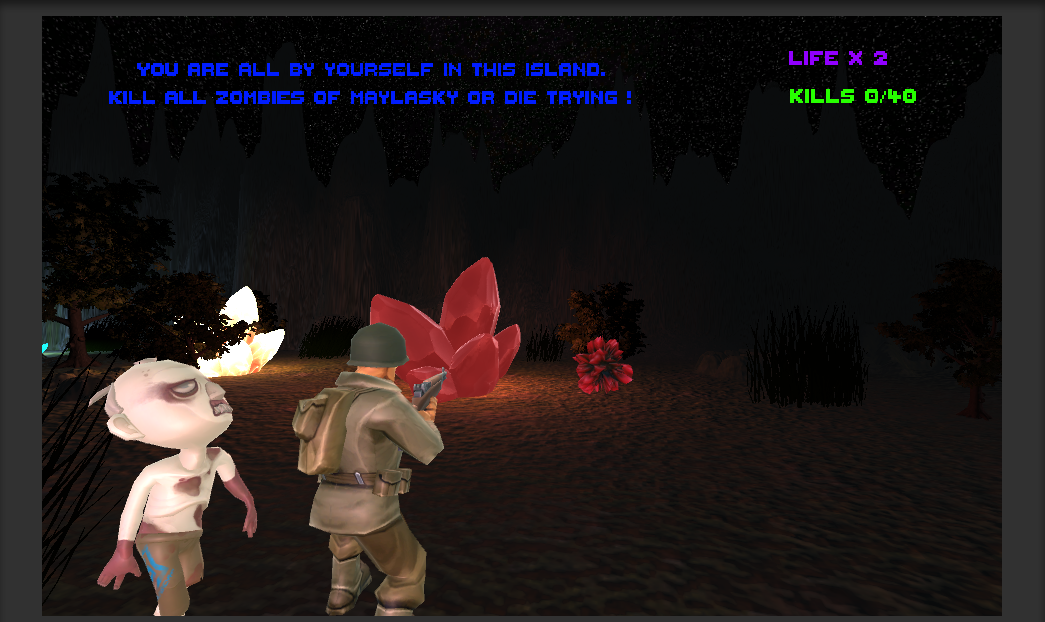 YOU ARE ALL BY YOURSELF IN THIS ISLAND.
KILL ALL ZOMBIES OF MAYLASKY OR DIE TRYING !
LIFE X 2
KILLS 0/40